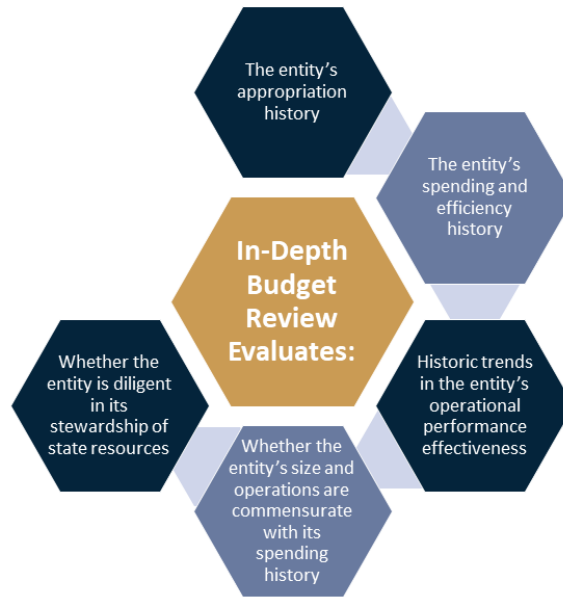 The entity's
appropriation
history
The entity's
spending and
efficiency
history
In-Depth
Budget
Review
Evaluates:
Historic trends
in the entity's
operational
performance
effectiveness
Whether the
entity's size and
operations are
commensurate
with its
spending
history
Whether the
entity is diligent
in its
stewardship of
state resources